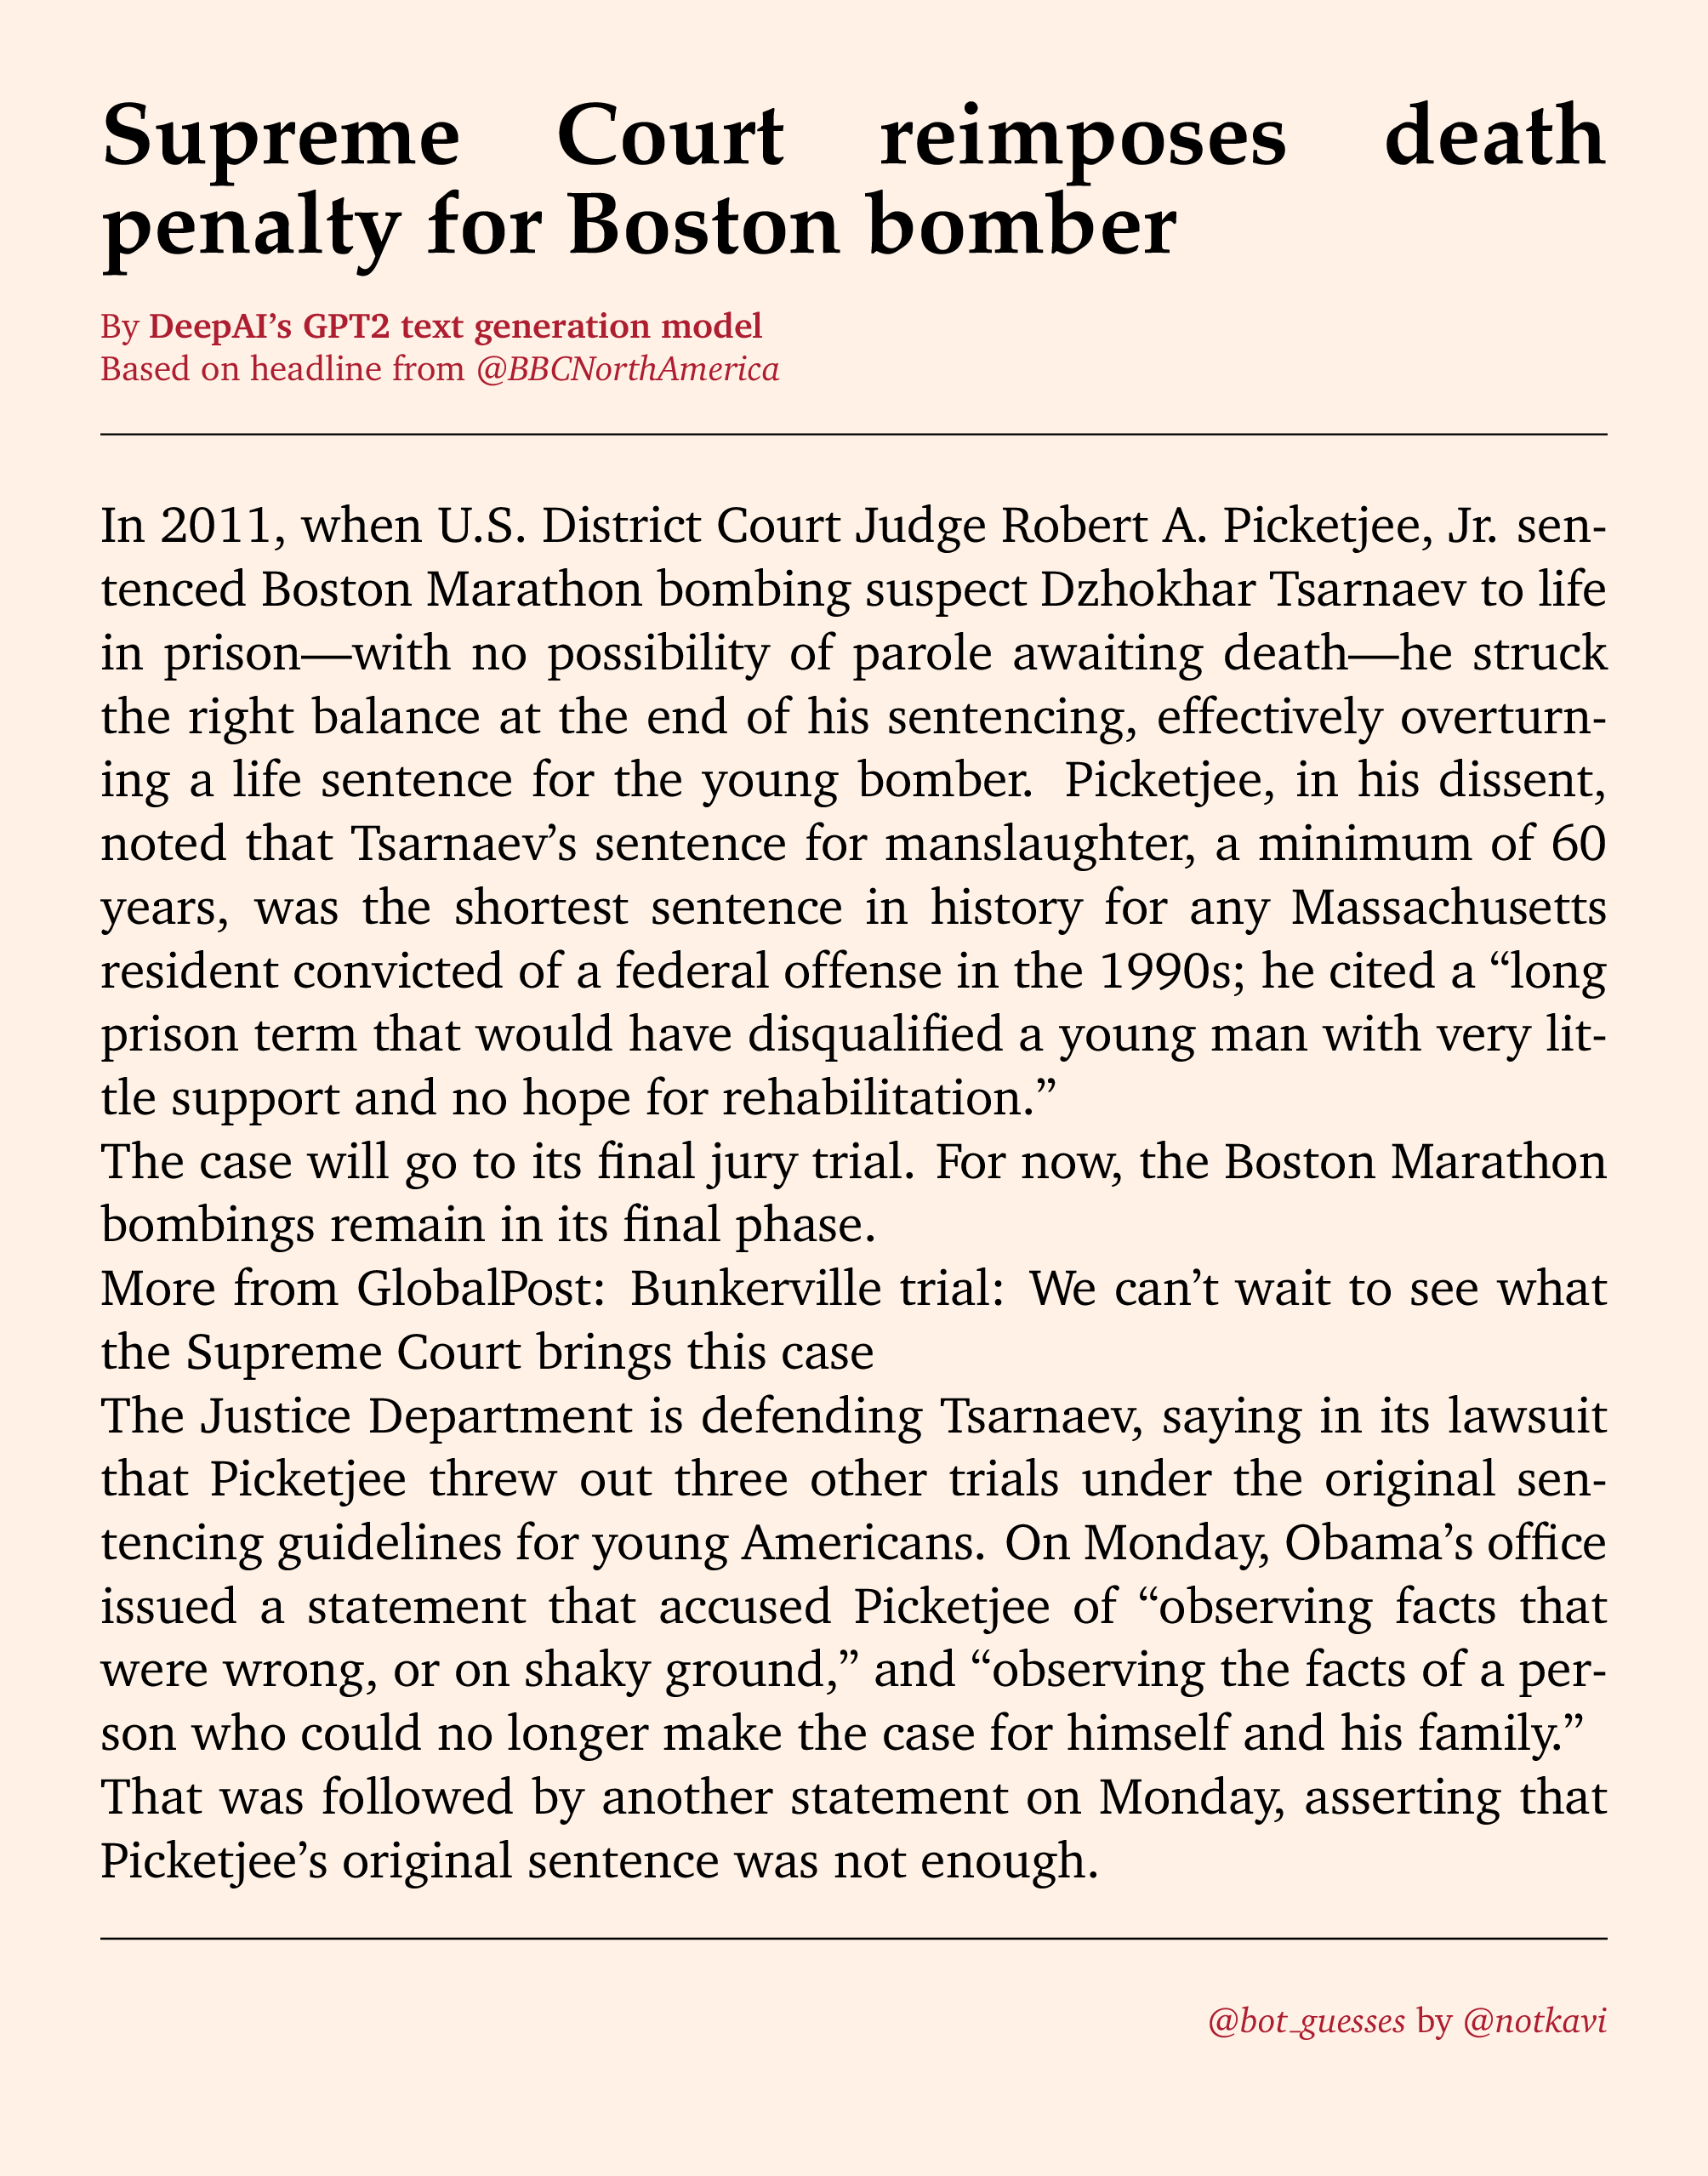 Supreme Court reimposes death
penalty for Boston bomber
By DeepAI’s GPT2 text generation model
Based on headline from @BBCNorthAmerica
In 2011, when U.S. District Court Judge Robert A. Picketjee, Jr. sen-
tenced Boston Marathon bombing suspect Dzhokhar Tsarnaev to life
in prison—with no possibility of parole awaiting death—he struck
the right balance at the end of his sentencing, effectively overturn-
ing a life sentence for the young bomber. Picketjee, in his dissent,
noted that Tsarnaev’s sentence for manslaughter, a minimum of 60
years, was the shortest sentence in history for any Massachusetts
resident convicted of a federal offense in the 1990s; he cited a “long
prison term that would have disqualified a young man with very lit-
tle support and no hope for rehabilitation.”
The case will go to its final jury trial. For now, the Boston Marathon
bombings remain in its final phase.
More from GlobalPost: Bunkerville trial: We can’t wait to see what
the Supreme Court brings this case
The Justice Department is defending Tsarnaev, saying in its lawsuit
that Picketjee threw out three other trials under the original sen-
tencing guidelines for young Americans. On Monday, Obama’s office
issued a statement that accused Picketjee of “observing facts that
were wrong, or on shaky ground,” and “observing the facts of a per-
son who could no longer make the case for himself and his family.”
That was followed by another statement on Monday, asserting that
Picketjee’s original sentence was not enough.
@bot_guesses by @notkavi